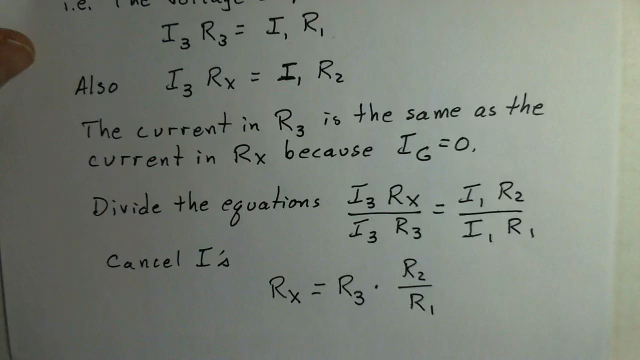 i.e. The voltage
I₃ R₃ = I₁ R₁
Also I₃ Rₓ = I₁ R₂
The current in R₃ is the same as the
current in Rₓ because I_G = 0.
Divide the equations I₃ Rₓ / I₃ R₃ = I₁ R₂ / I₁ R₁
Cancel I's
Rₓ = R₃ · R₂ / R₁